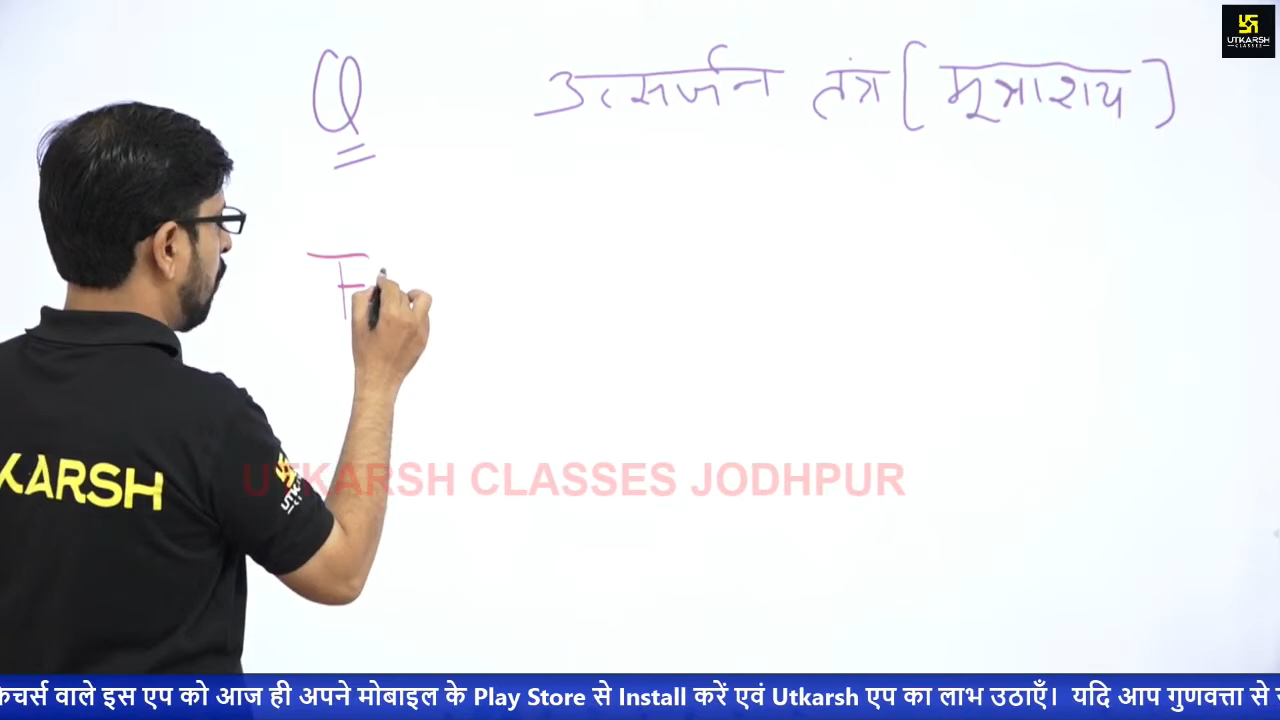 UTKARSH
CLASSES
Q उत्सर्जन तंत्र ( मूत्राशय )
F
KARSH
UTKARSH CLASSES JODHPUR
वाले इस एप को आज ही अपने मोबाइल के Play Store से Install करें एवं Utkarsh एप का लाभ उठाएँ। यदि आप गुणवत्ता से